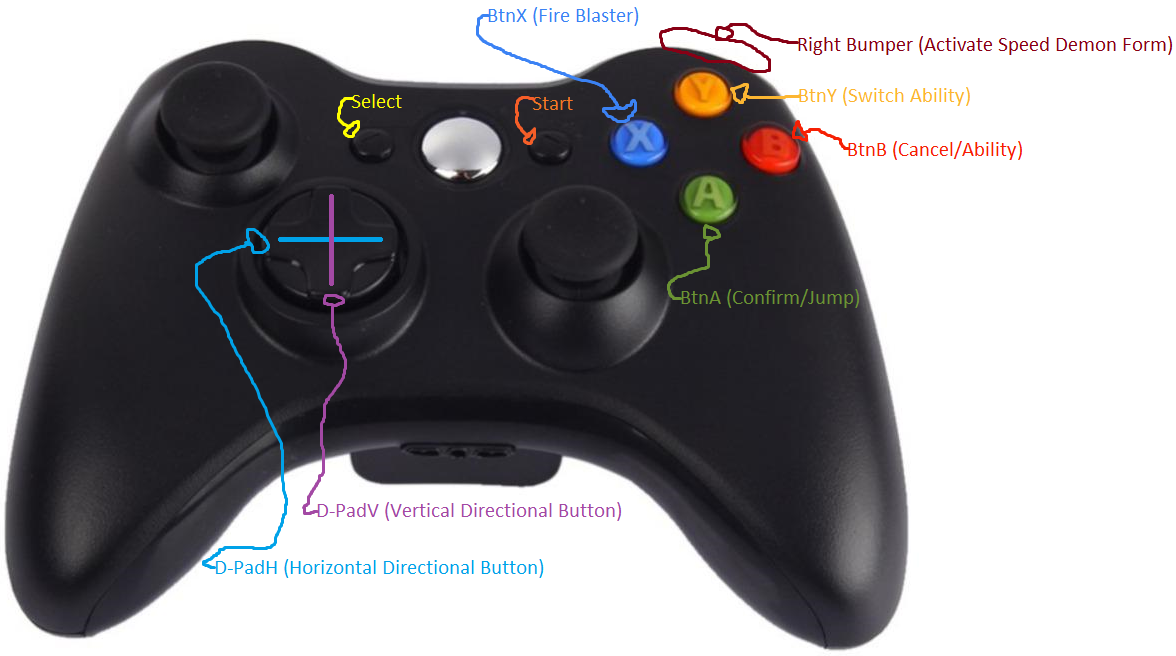 BtnX (Fire Blaster)
Right Bumper (Activate Speed Demon Form)
Select
Start
BtnY (Switch Ability)
Y
X
B
BtnB (Cancel/Ability)
A
BtnA (Confirm/Jump)
D-PadV (Vertical Directional Button)
D-PadH (Horizontal Directional Button)